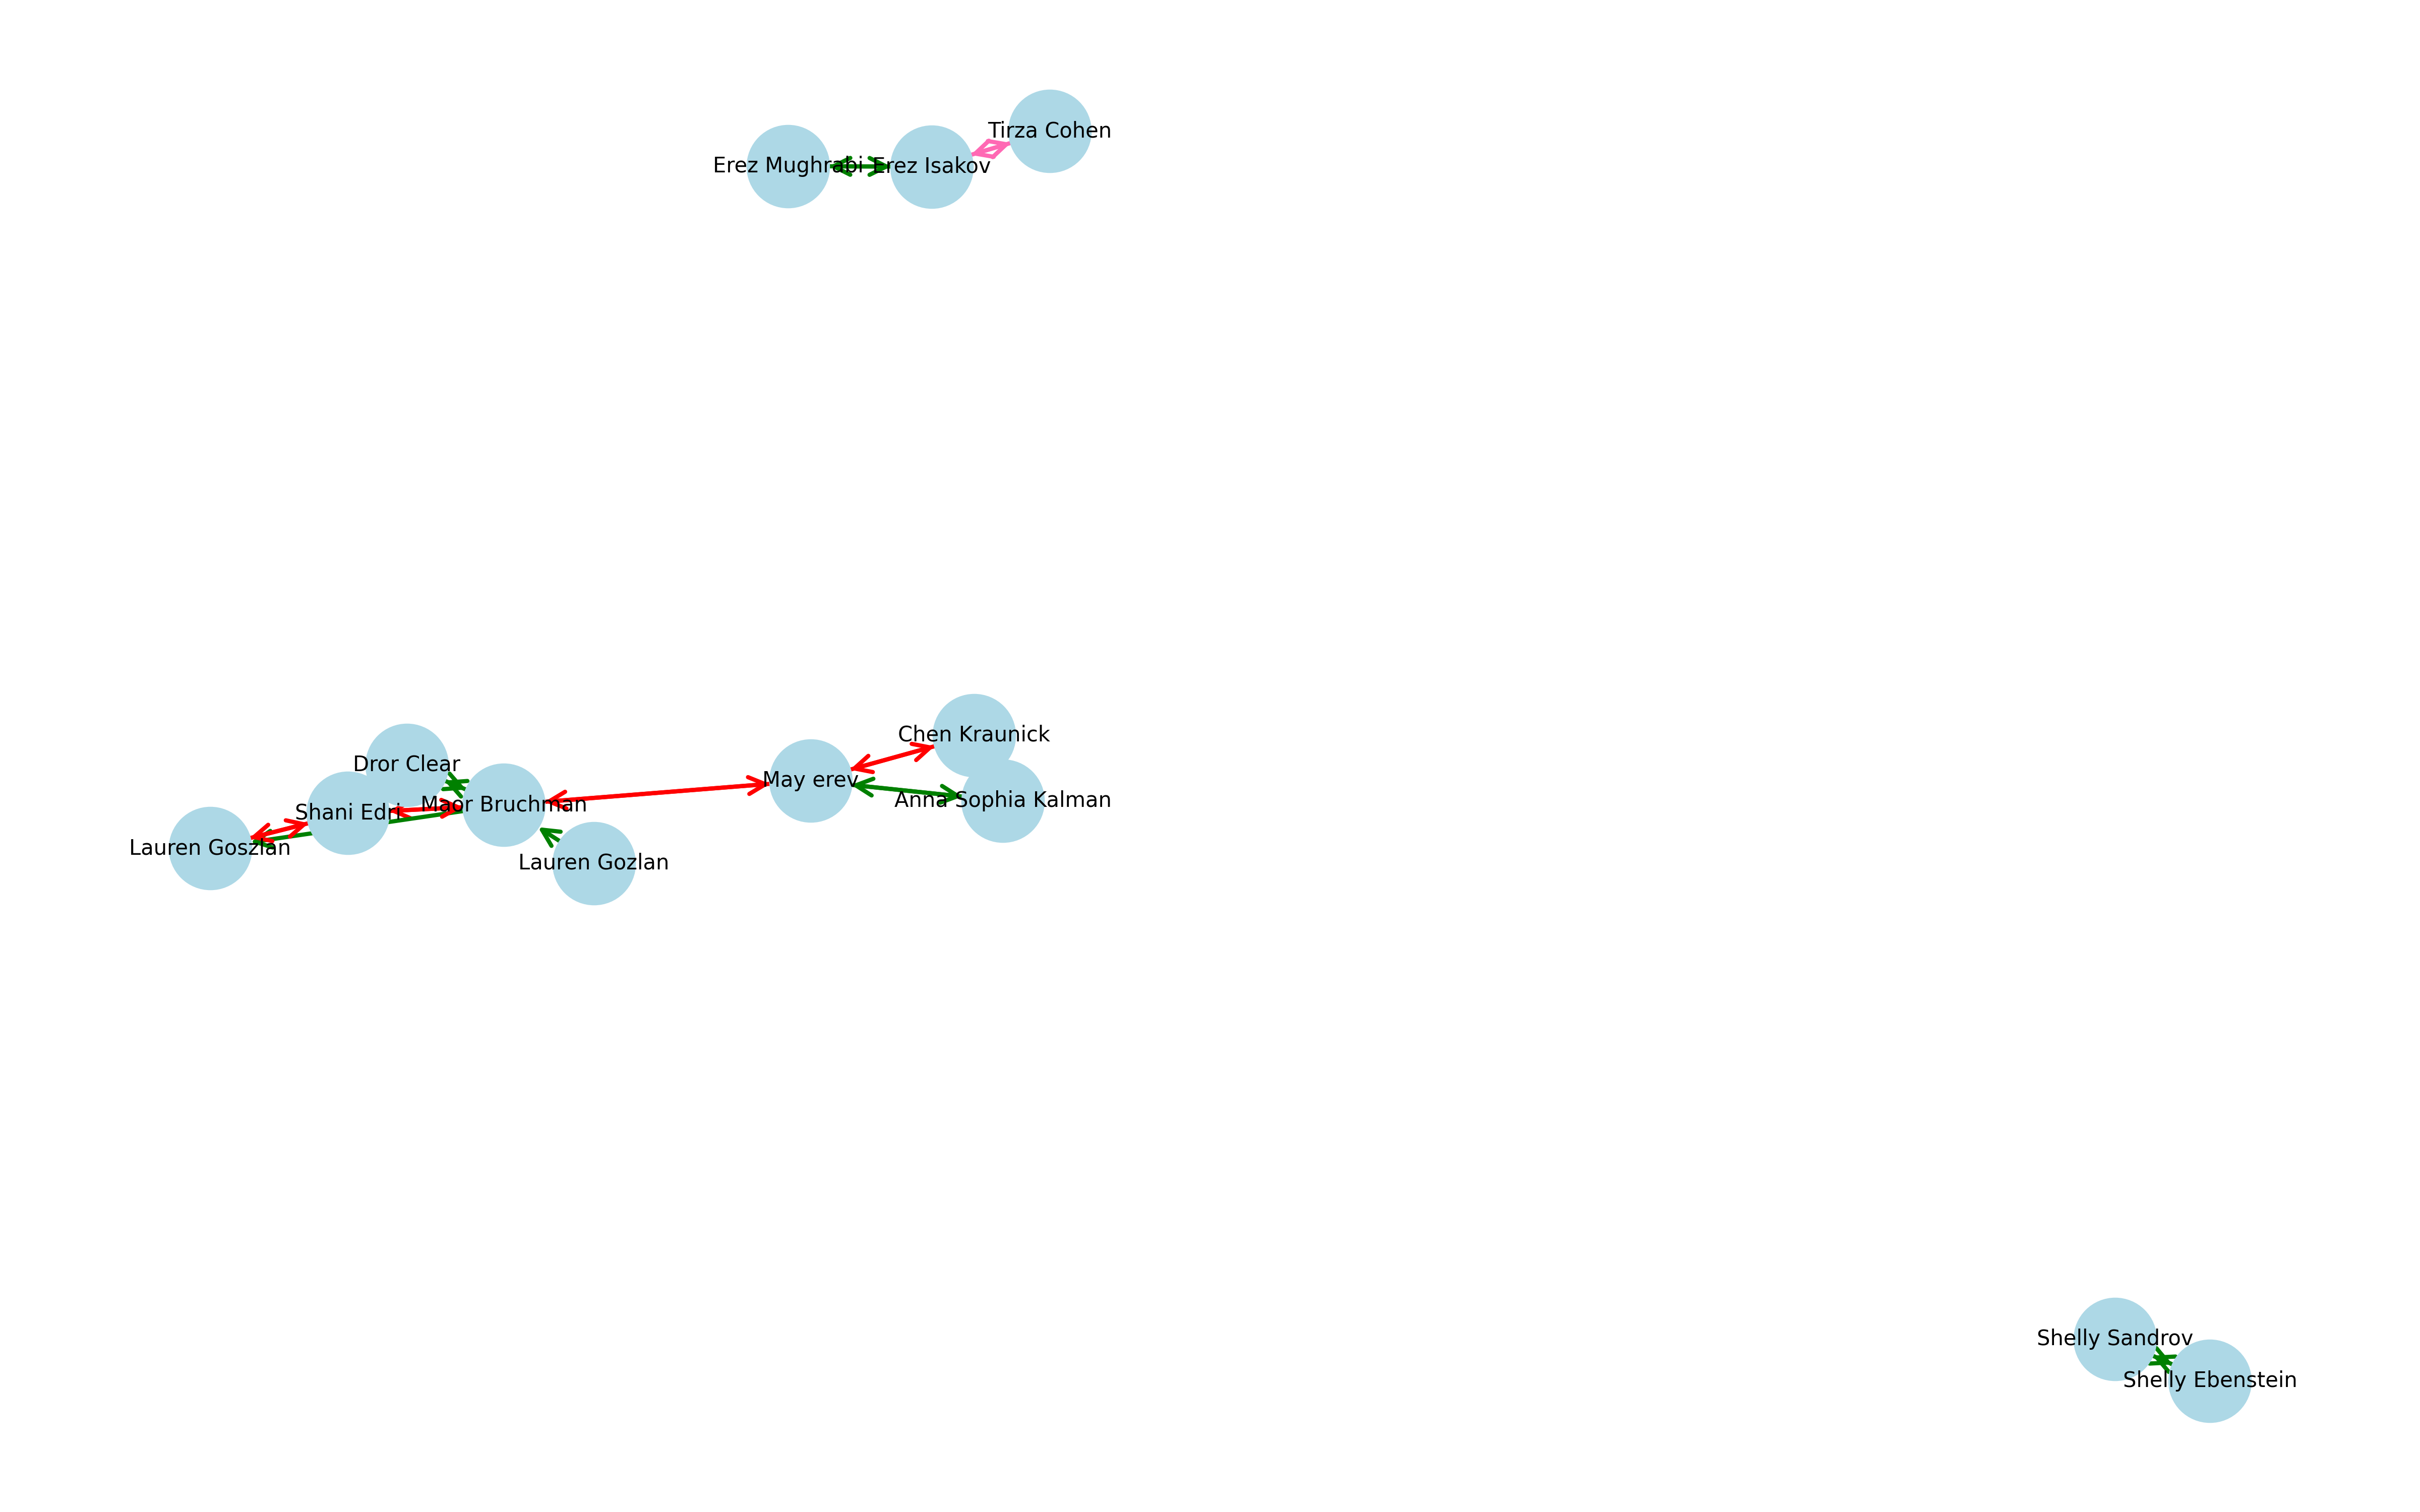 Tirza Cohen
Erez Mughrabi
Erez Isakov
Chen Kraunick
Dror Clear
May erev
Anna Sophia Kalman
Maor Bruchman
Shani Edri
Lauren Goszlan
Lauren Gozlan
Shelly Sandrov
Shelly Ebenstein